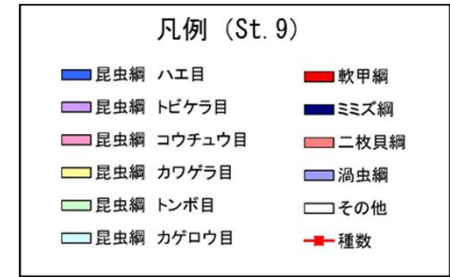 凡例 (St.9)
昆虫綱 ハエ目
昆虫綱 トビケラ目
昆虫綱 コウチュウ目
昆虫綱 カワゲラ目
昆虫綱 トンボ目
昆虫綱 カゲロウ目
軟甲綱
ミミズ綱
二枚貝綱
渦虫綱
その他
種数